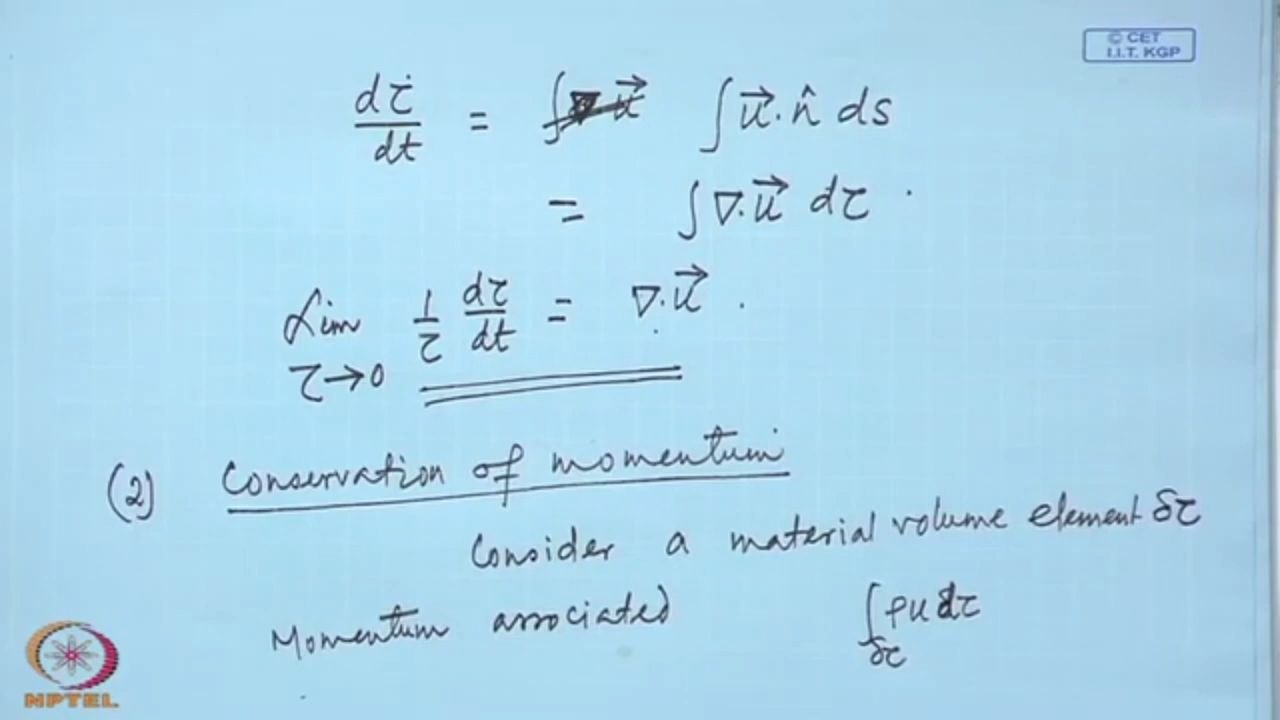 © CET
I.I.T. KGP
dτ/dt = ∫ u⃗·n̂ ds
= ∫ ∇·u⃗ dτ .
Lim τ→0 1/τ dτ/dt = ∇·u⃗ .
(2) Conservation of momentum
Consider a material volume element δτ
Momentum associated ∫_δτ ρu dτ
NPTEL